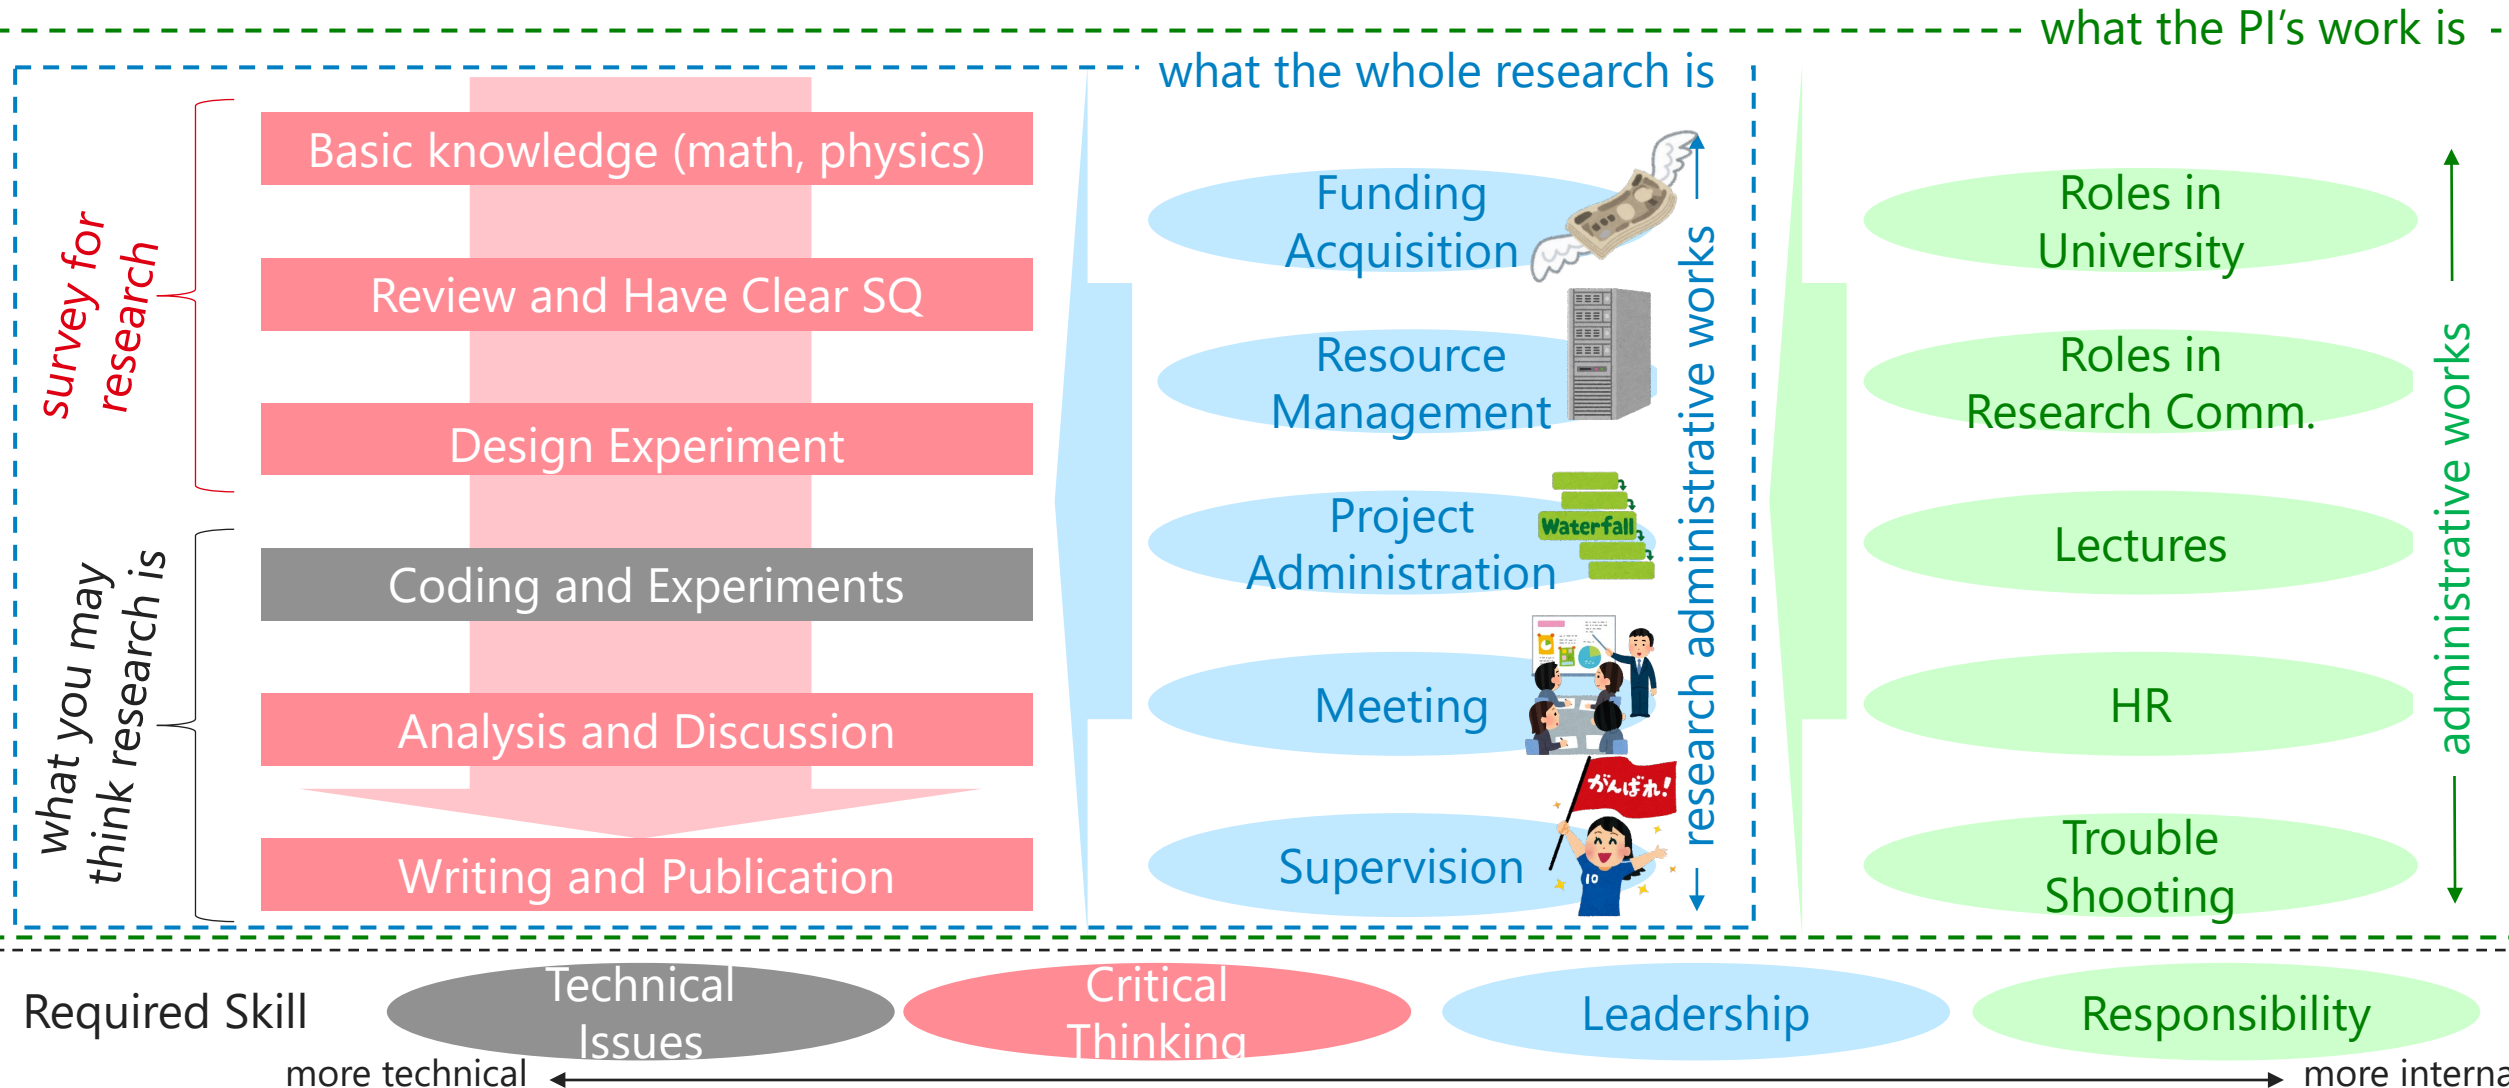 what the PI's work is
what the whole research is
survey for
research
Basic knowledge (math, physics)
Review and Have Clear SQ
Design Experiment
what you may
think research is
Coding and Experiments
Analysis and Discussion
Writing and Publication
Funding
Acquisition
Resource
Management
Project
Administration
Waterfall
Meeting
Supervision
がんばれ!
10
research administrative works
Roles in
University
Roles in
Research Comm.
Lectures
HR
Trouble
Shooting
administrative works
Required Skill
Technical
Issues
Critical
Thinking
Leadership
Responsibility
more technical
more interna